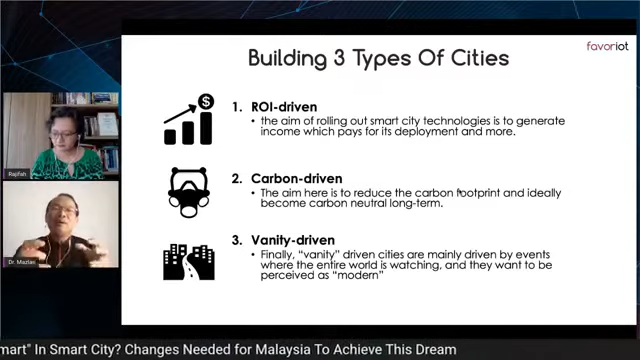 favoriot
Building 3 Types Of Cities
$
1. ROI-driven
• the aim of rolling out smart city technologies is to generate
income which pays for its deployment and more.
2. Carbon-driven
• The aim here is to reduce the carbon footprint and ideally
become carbon neutral long-term.
3. Vanity-driven
• Finally, “vanity” driven cities are mainly driven by events
where the entire world is watching, and they want to be
perceived as “modern”
Rajifah
Dr. Mazlan
mart" In Smart City? Changes Needed for Malaysia To Achieve This Dream